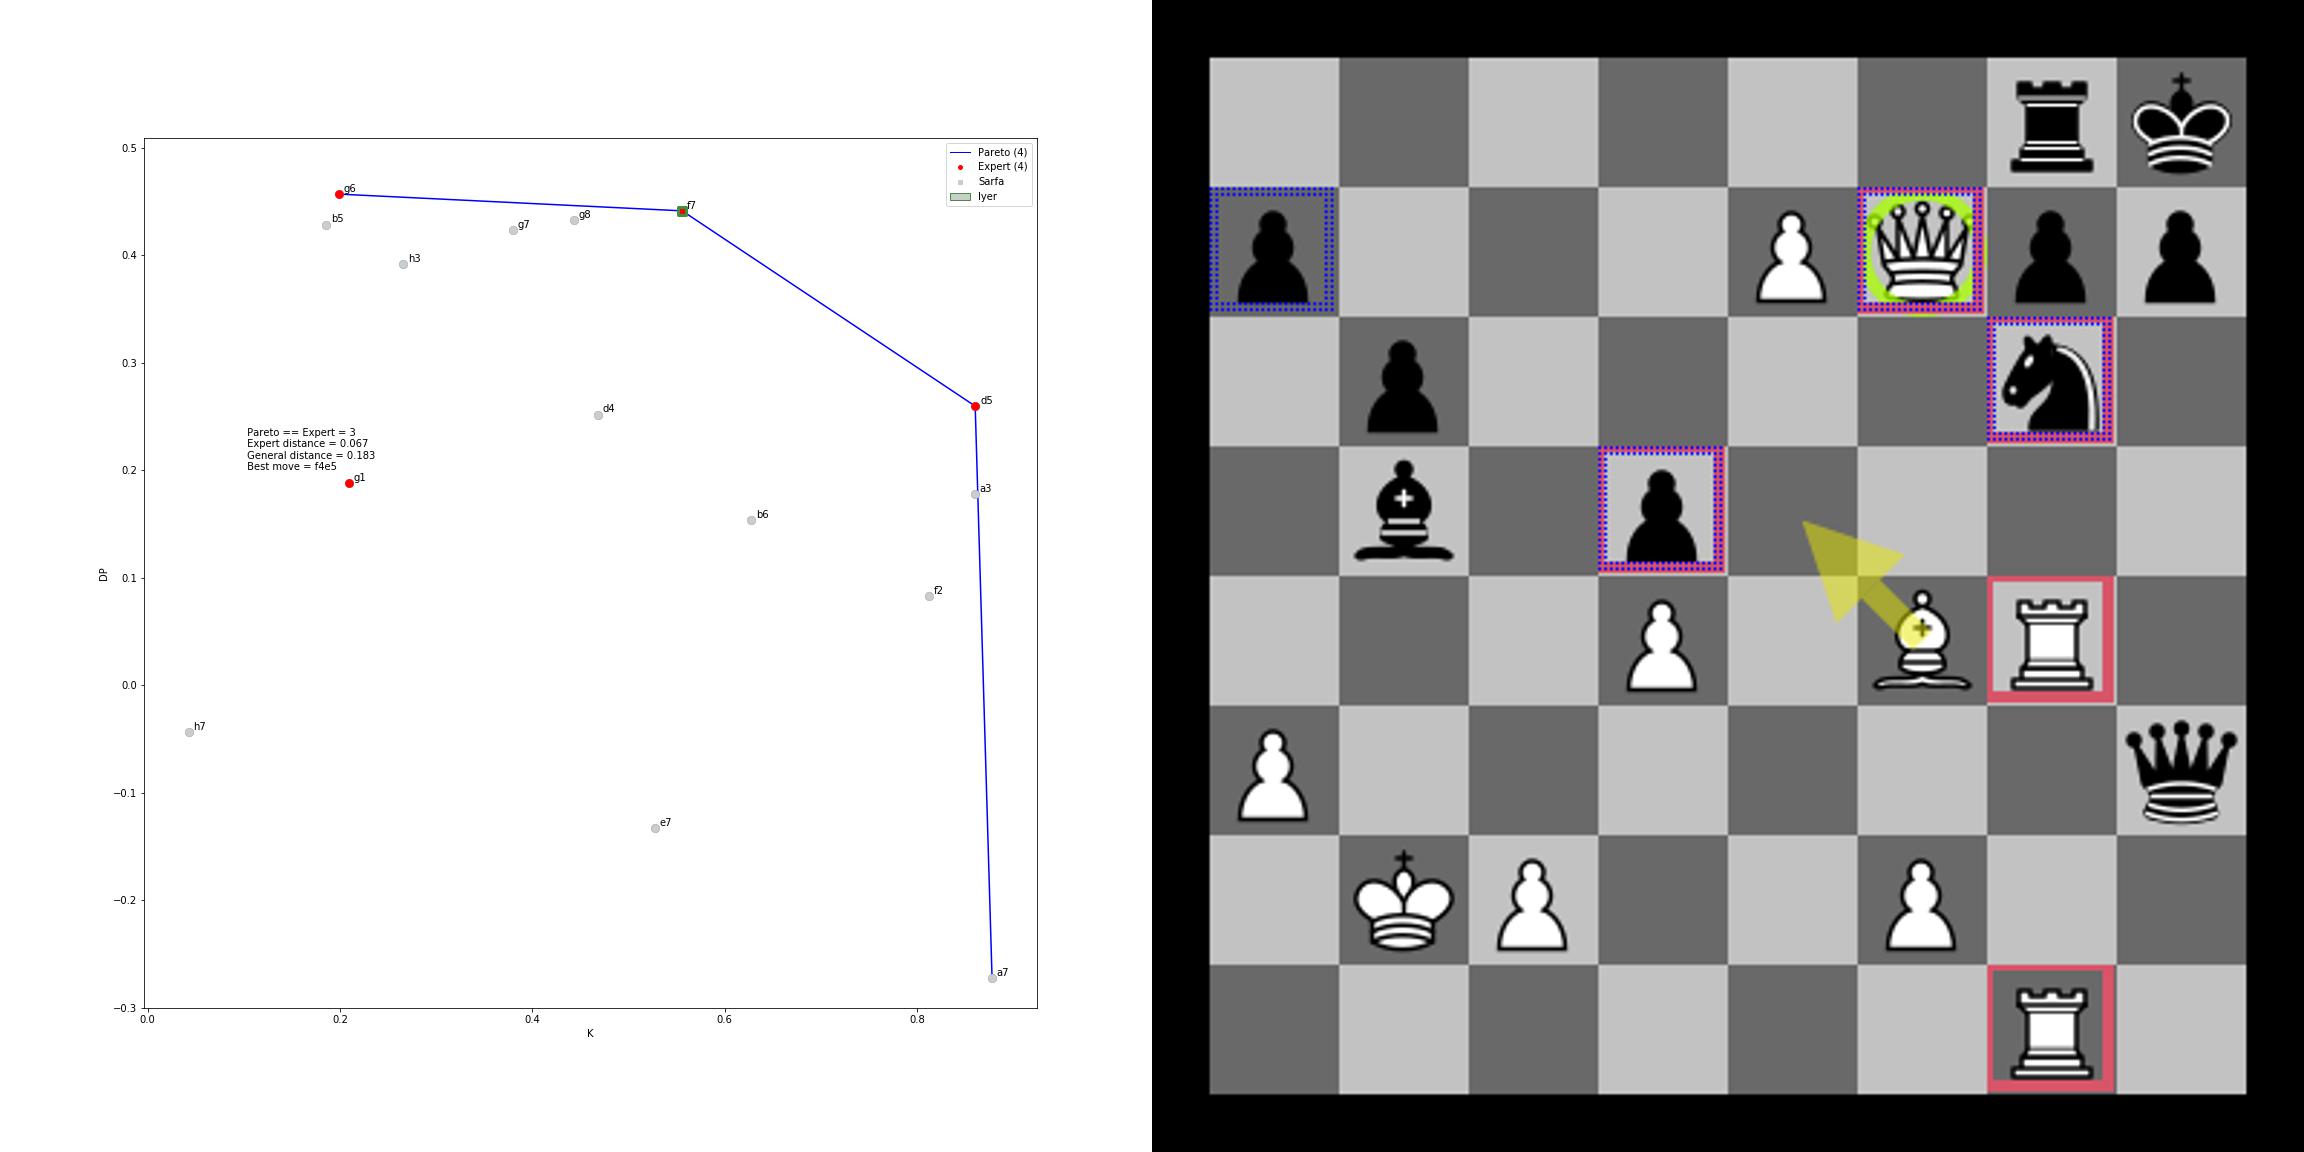 0.5
0.4
0.3
0.2
0.1
0.0
−0.1
−0.2
−0.3
DP
0.0 0.2 0.4 0.6 0.8
K
Pareto (4)
Expert (4)
Sarfa
Iyer
g6
f7
b5
g8
g7
h3
d5
d4
Pareto == Expert = 3
Expert distance = 0.067
General distance = 0.183
Best move = f4e5
g1
a3
b6
f2
h7
e7
a7